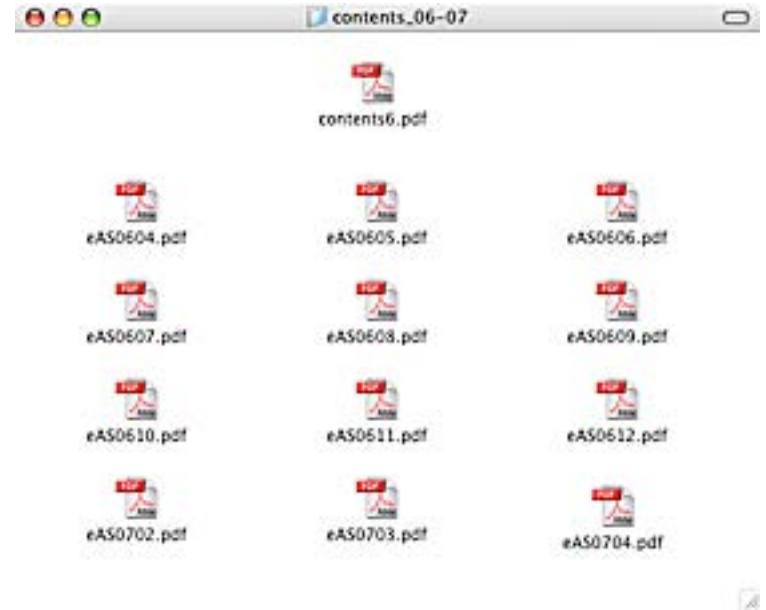 contents_06-07
PDF
contents6.pdf
PDF PDF PDF
eAS0604.pdf eAS0605.pdf eAS0606.pdf
PDF PDF PDF
eAS0607.pdf eAS0608.pdf eAS0609.pdf
PDF PDF PDF
eAS0610.pdf eAS0611.pdf eAS0612.pdf
PDF PDF PDF
eAS0702.pdf eAS0703.pdf eAS0704.pdf